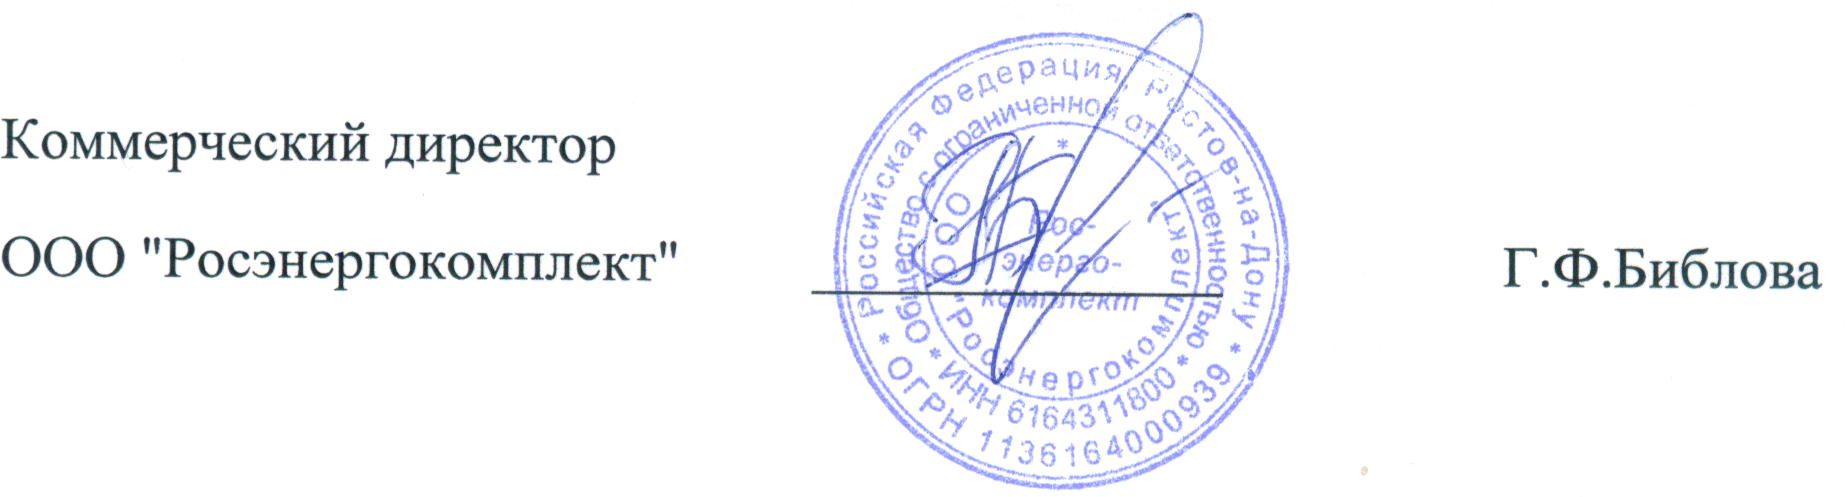 Коммерческий директор
ООО "Росэнергокомплект"
Г.Ф.Библова
Российская Федерация, Ростов-на-Дону
* ОГРН 1136164000939 *
Общество с ограниченной ответственностью
* ИНН 6164311800 *
*
ООО "Росэнергокомплект"
Рос-
энерго-
комплект